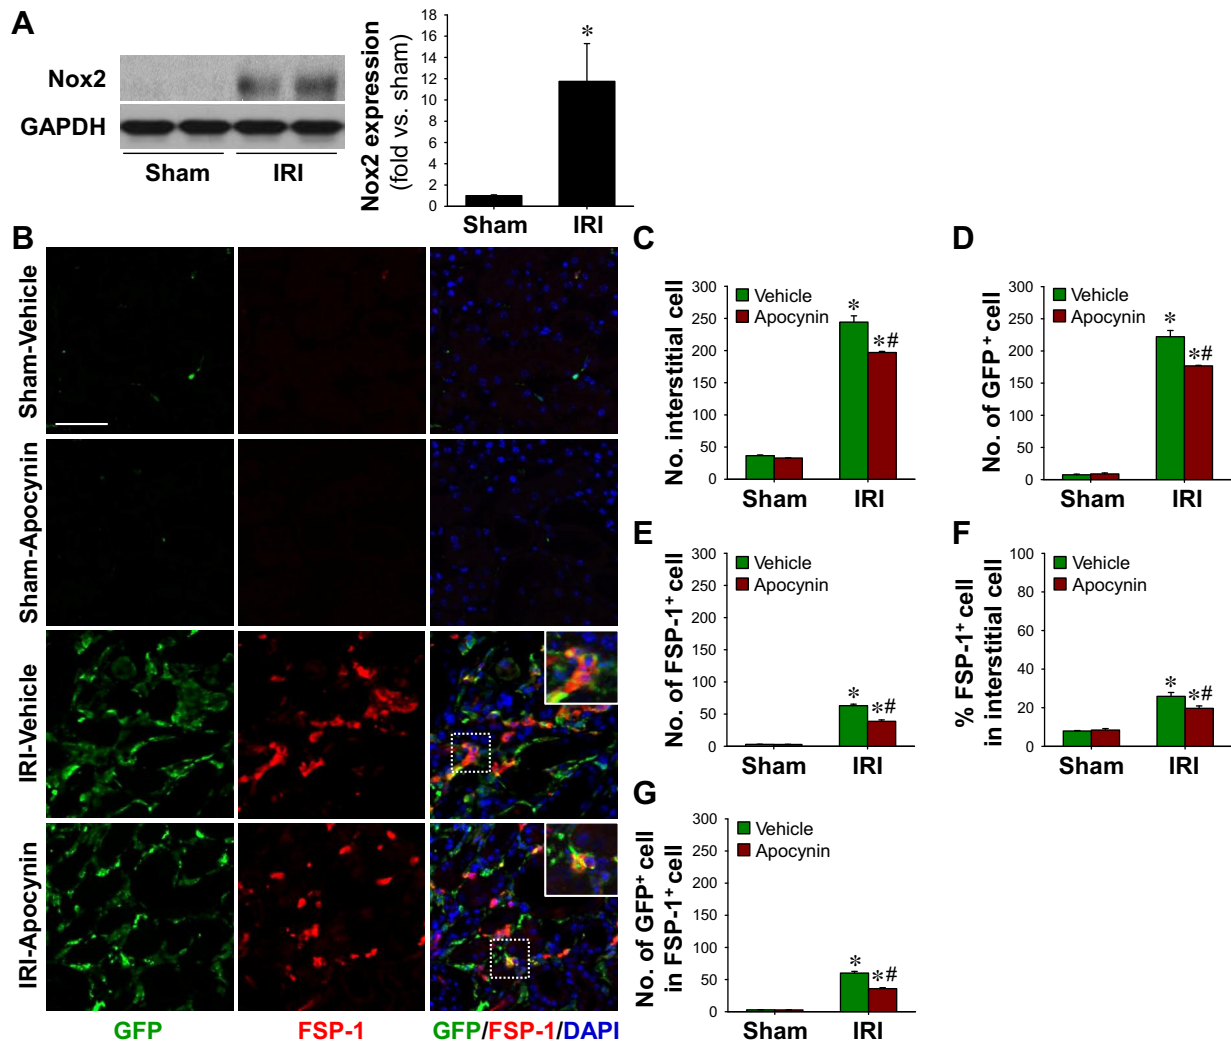 A
Nox2
GAPDH
Sham
IRI
Nox2 expression
(fold vs. sham)
18
16
14
12
10
8
6
4
2
0
*
Sham
IRI
B
Sham-Vehicle
Sham-Apocynin
IRI-Vehicle
IRI-Apocynin
GFP
FSP-1
GFP/FSP-1/DAPI
C
No. interstitial cell
300
250
200
150
100
50
0
Vehicle
Apocynin
*
*#
Sham
IRI
D
No. of GFP+ cell
300
250
200
150
100
50
0
Vehicle
Apocynin
*
*#
Sham
IRI
E
No. of FSP-1+ cell
300
250
200
150
100
50
0
Vehicle
Apocynin
*
*#
Sham
IRI
F
% FSP-1+ cell
in interstitial cell
100
80
60
40
20
0
Vehicle
Apocynin
*
*#
Sham
IRI
G
No. of GFP+ cell
in FSP-1+ cell
300
250
200
150
100
50
0
Vehicle
Apocynin
*
*#
Sham
IRI